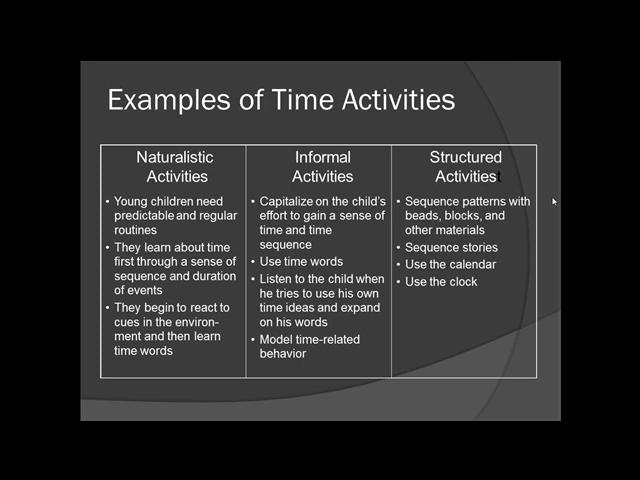 Examples of Time Activities
Naturalistic
Activities
• Young children need
predictable and regular
routines
• They learn about time
first through a sense of
sequence and duration
of events
• They begin to react to
cues in the environ-
ment and then learn
time words
Informal
Activities
• Capitalize on the child's
effort to gain a sense of
time and time
sequence
• Use time words
• Listen to the child when
he tries to use his own
time ideas and expand
on his words
• Model time-related
behavior
Structured
Activitiest
• Sequence patterns with
beads, blocks, and
other materials
• Sequence stories
• Use the calendar
• Use the clock